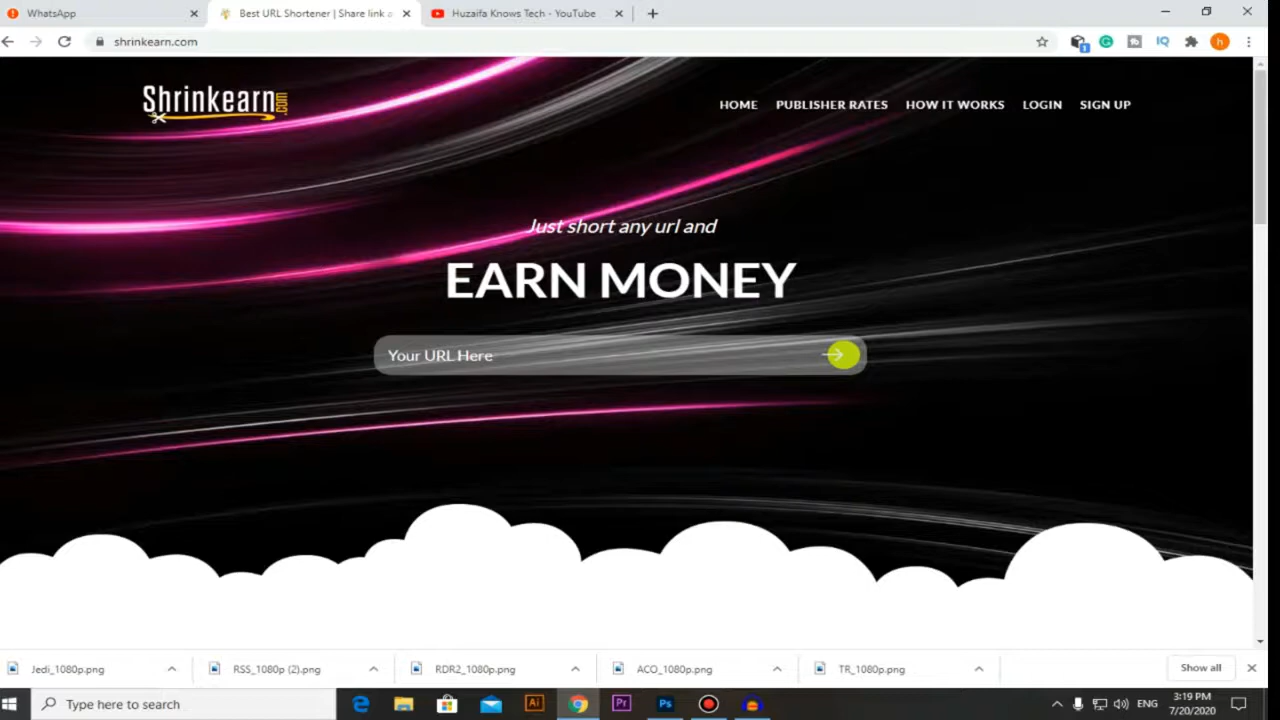 WhatsApp
Best URL Shortener | Share link a
Huzaifa Knows Tech - YouTube
shrinkearn.com
Shrinkearn.com
HOME
PUBLISHER RATES
HOW IT WORKS
LOGIN
SIGN UP
Just short any url and
EARN MONEY
Your URL Here
Jedi_1080p.png
RSS_1080p (2).png
RDR2_1080p.png
ACO_1080p.png
TR_1080p.png
Show all
Type here to search
Ai
Pr
Ps
ENG
3:19 PM
7/20/2020